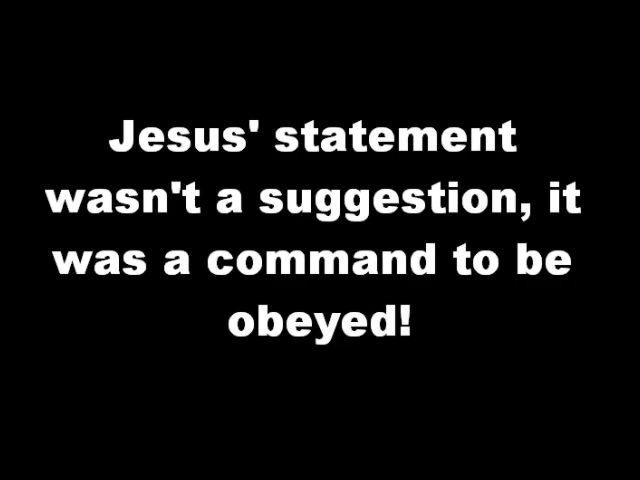 Jesus' statement
wasn't a suggestion, it
was a command to be
obeyed!